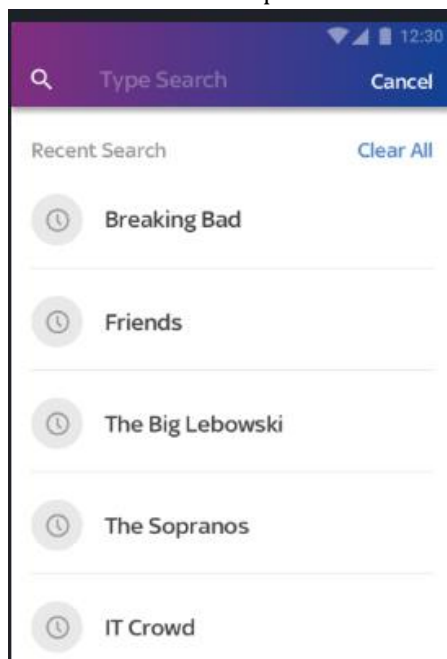 12:30
Type Search
Cancel
Recent Search
Clear All
Breaking Bad
Friends
The Big Lebowski
The Sopranos
IT Crowd